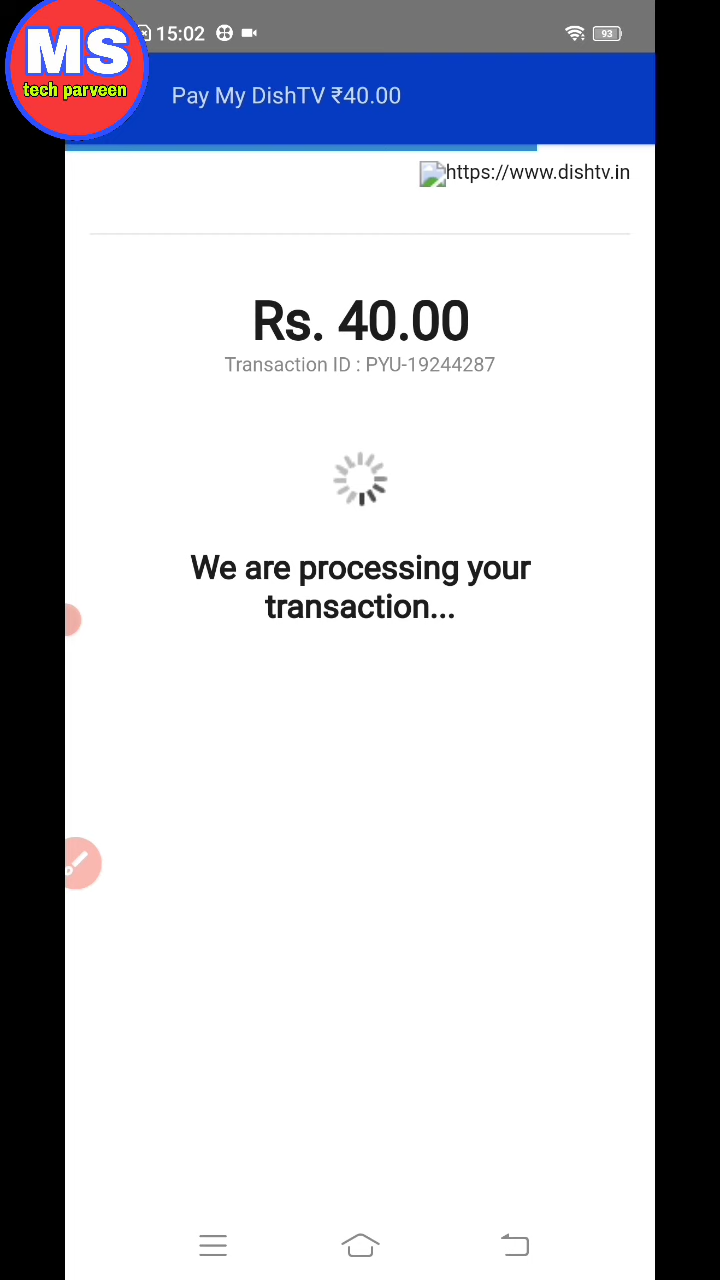 MS
tech parveen
15:02
93
Pay My DishTV ₹40.00
https://www.dishtv.in
Rs. 40.00
Transaction ID : PYU-19244287
We are processing your
transaction...